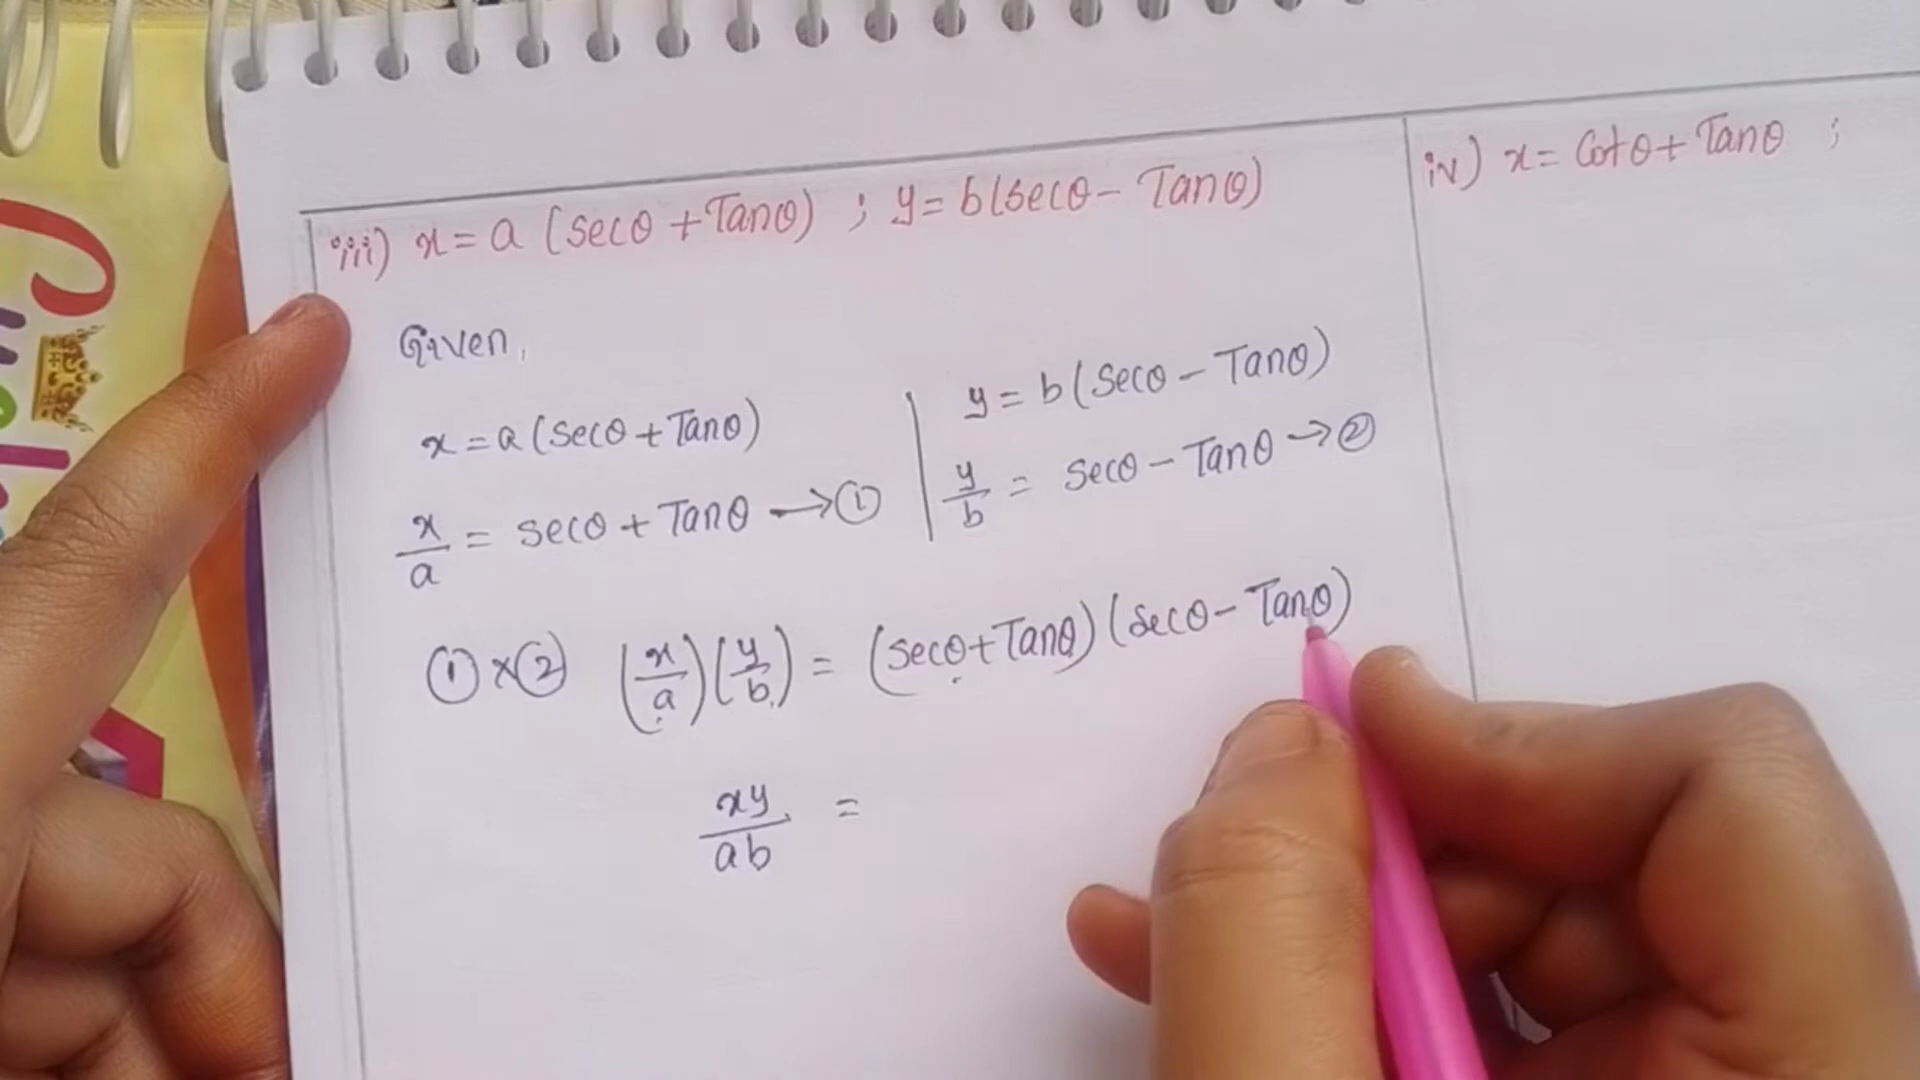 iii) x = a (Secθ + Tanθ) ; y = b(Secθ - Tanθ)
iv) x = Cotθ + Tanθ ;
Given,
x = a(Secθ + Tanθ)
x/a = Secθ + Tanθ → ①
y = b(Secθ - Tanθ)
y/b = Secθ - Tanθ → ②
① × ② (x/a)(y/b) = (Secθ + Tanθ)(Secθ - Tanθ)
xy/ab =